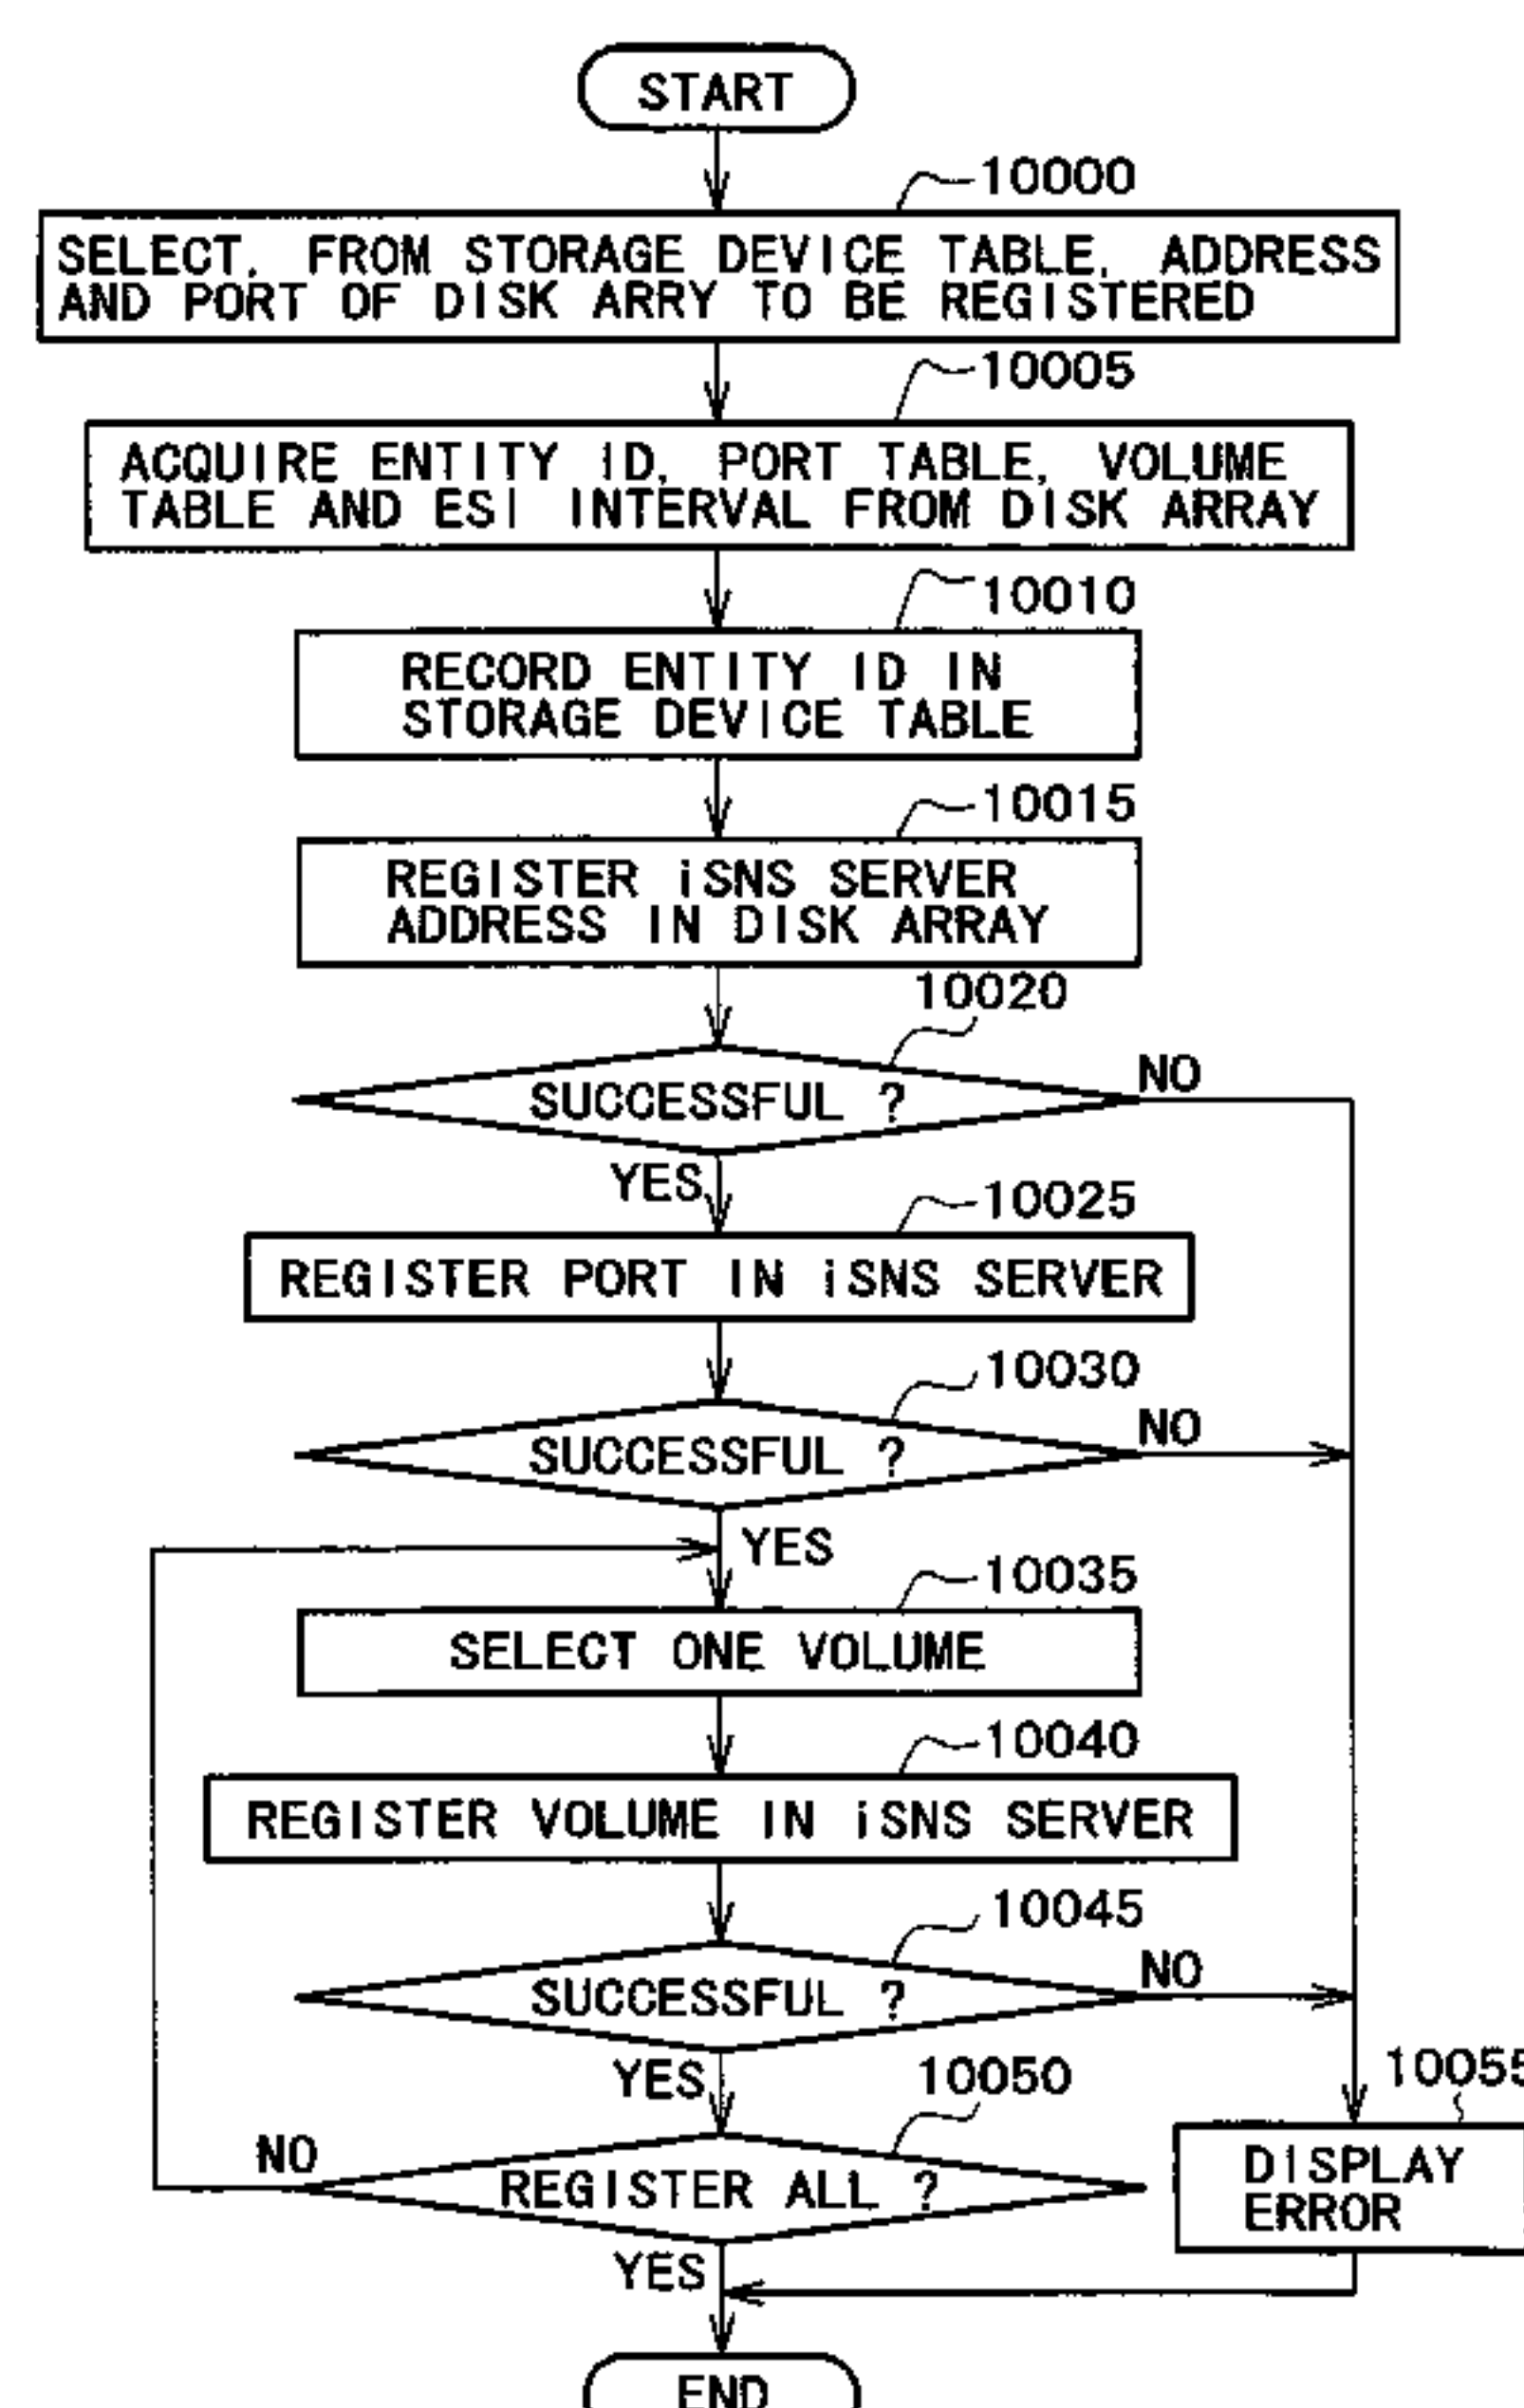 START
10000
SELECT, FROM STORAGE DEVICE TABLE, ADDRESS
AND PORT OF DISK ARRY TO BE REGISTERED
10005
ACQUIRE ENTITY ID, PORT TABLE, VOLUME
TABLE AND ESI INTERVAL FROM DISK ARRAY
10010
RECORD ENTITY ID IN
STORAGE DEVICE TABLE
10015
REGISTER iSNS SERVER
ADDRESS IN DISK ARRAY
10020
SUCCESSFUL ?
NO
YES
10025
REGISTER PORT IN iSNS SERVER
10030
SUCCESSFUL ?
NO
YES
10035
SELECT ONE VOLUME
10040
REGISTER VOLUME IN iSNS SERVER
10045
SUCCESSFUL ?
NO
YES
10050
REGISTER ALL ?
NO
YES
10055
DISPLAY
ERROR
END